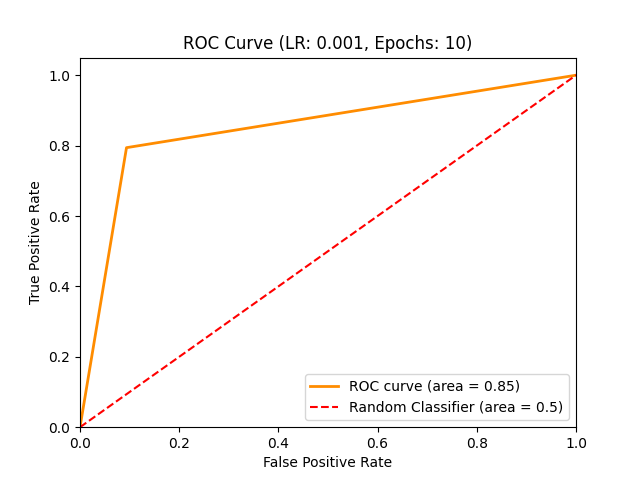 ROC Curve (LR: 0.001, Epochs: 10)
1.0
0.8
0.6
0.4
0.2
0.0
True Positive Rate
ROC curve (area = 0.85)
Random Classifier (area = 0.5)
0.0 0.2 0.4 0.6 0.8 1.0
False Positive Rate